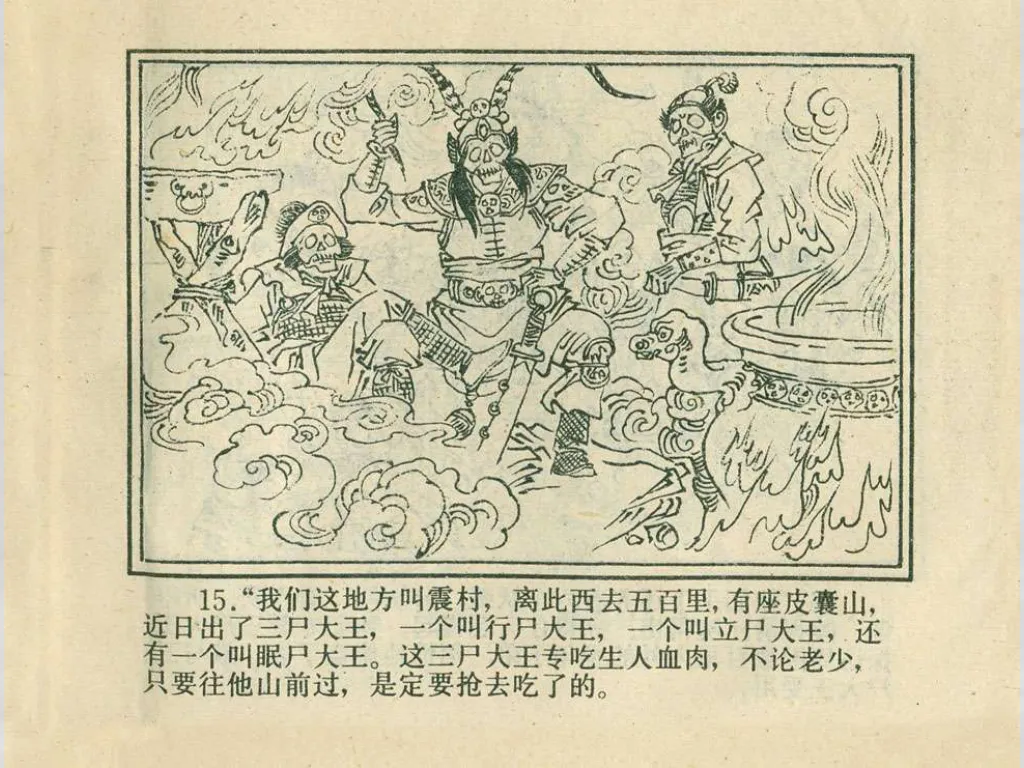 15.“我们这地方叫震村，离此西去五百里，有座皮囊山，
近日出了三尸大王，一个叫行尸大王，一个叫立尸大王，还
有一个叫眠尸大王。这三尸大王专吃生人血肉，不论老少，
只要往他山前过，是定要抢去吃了的。